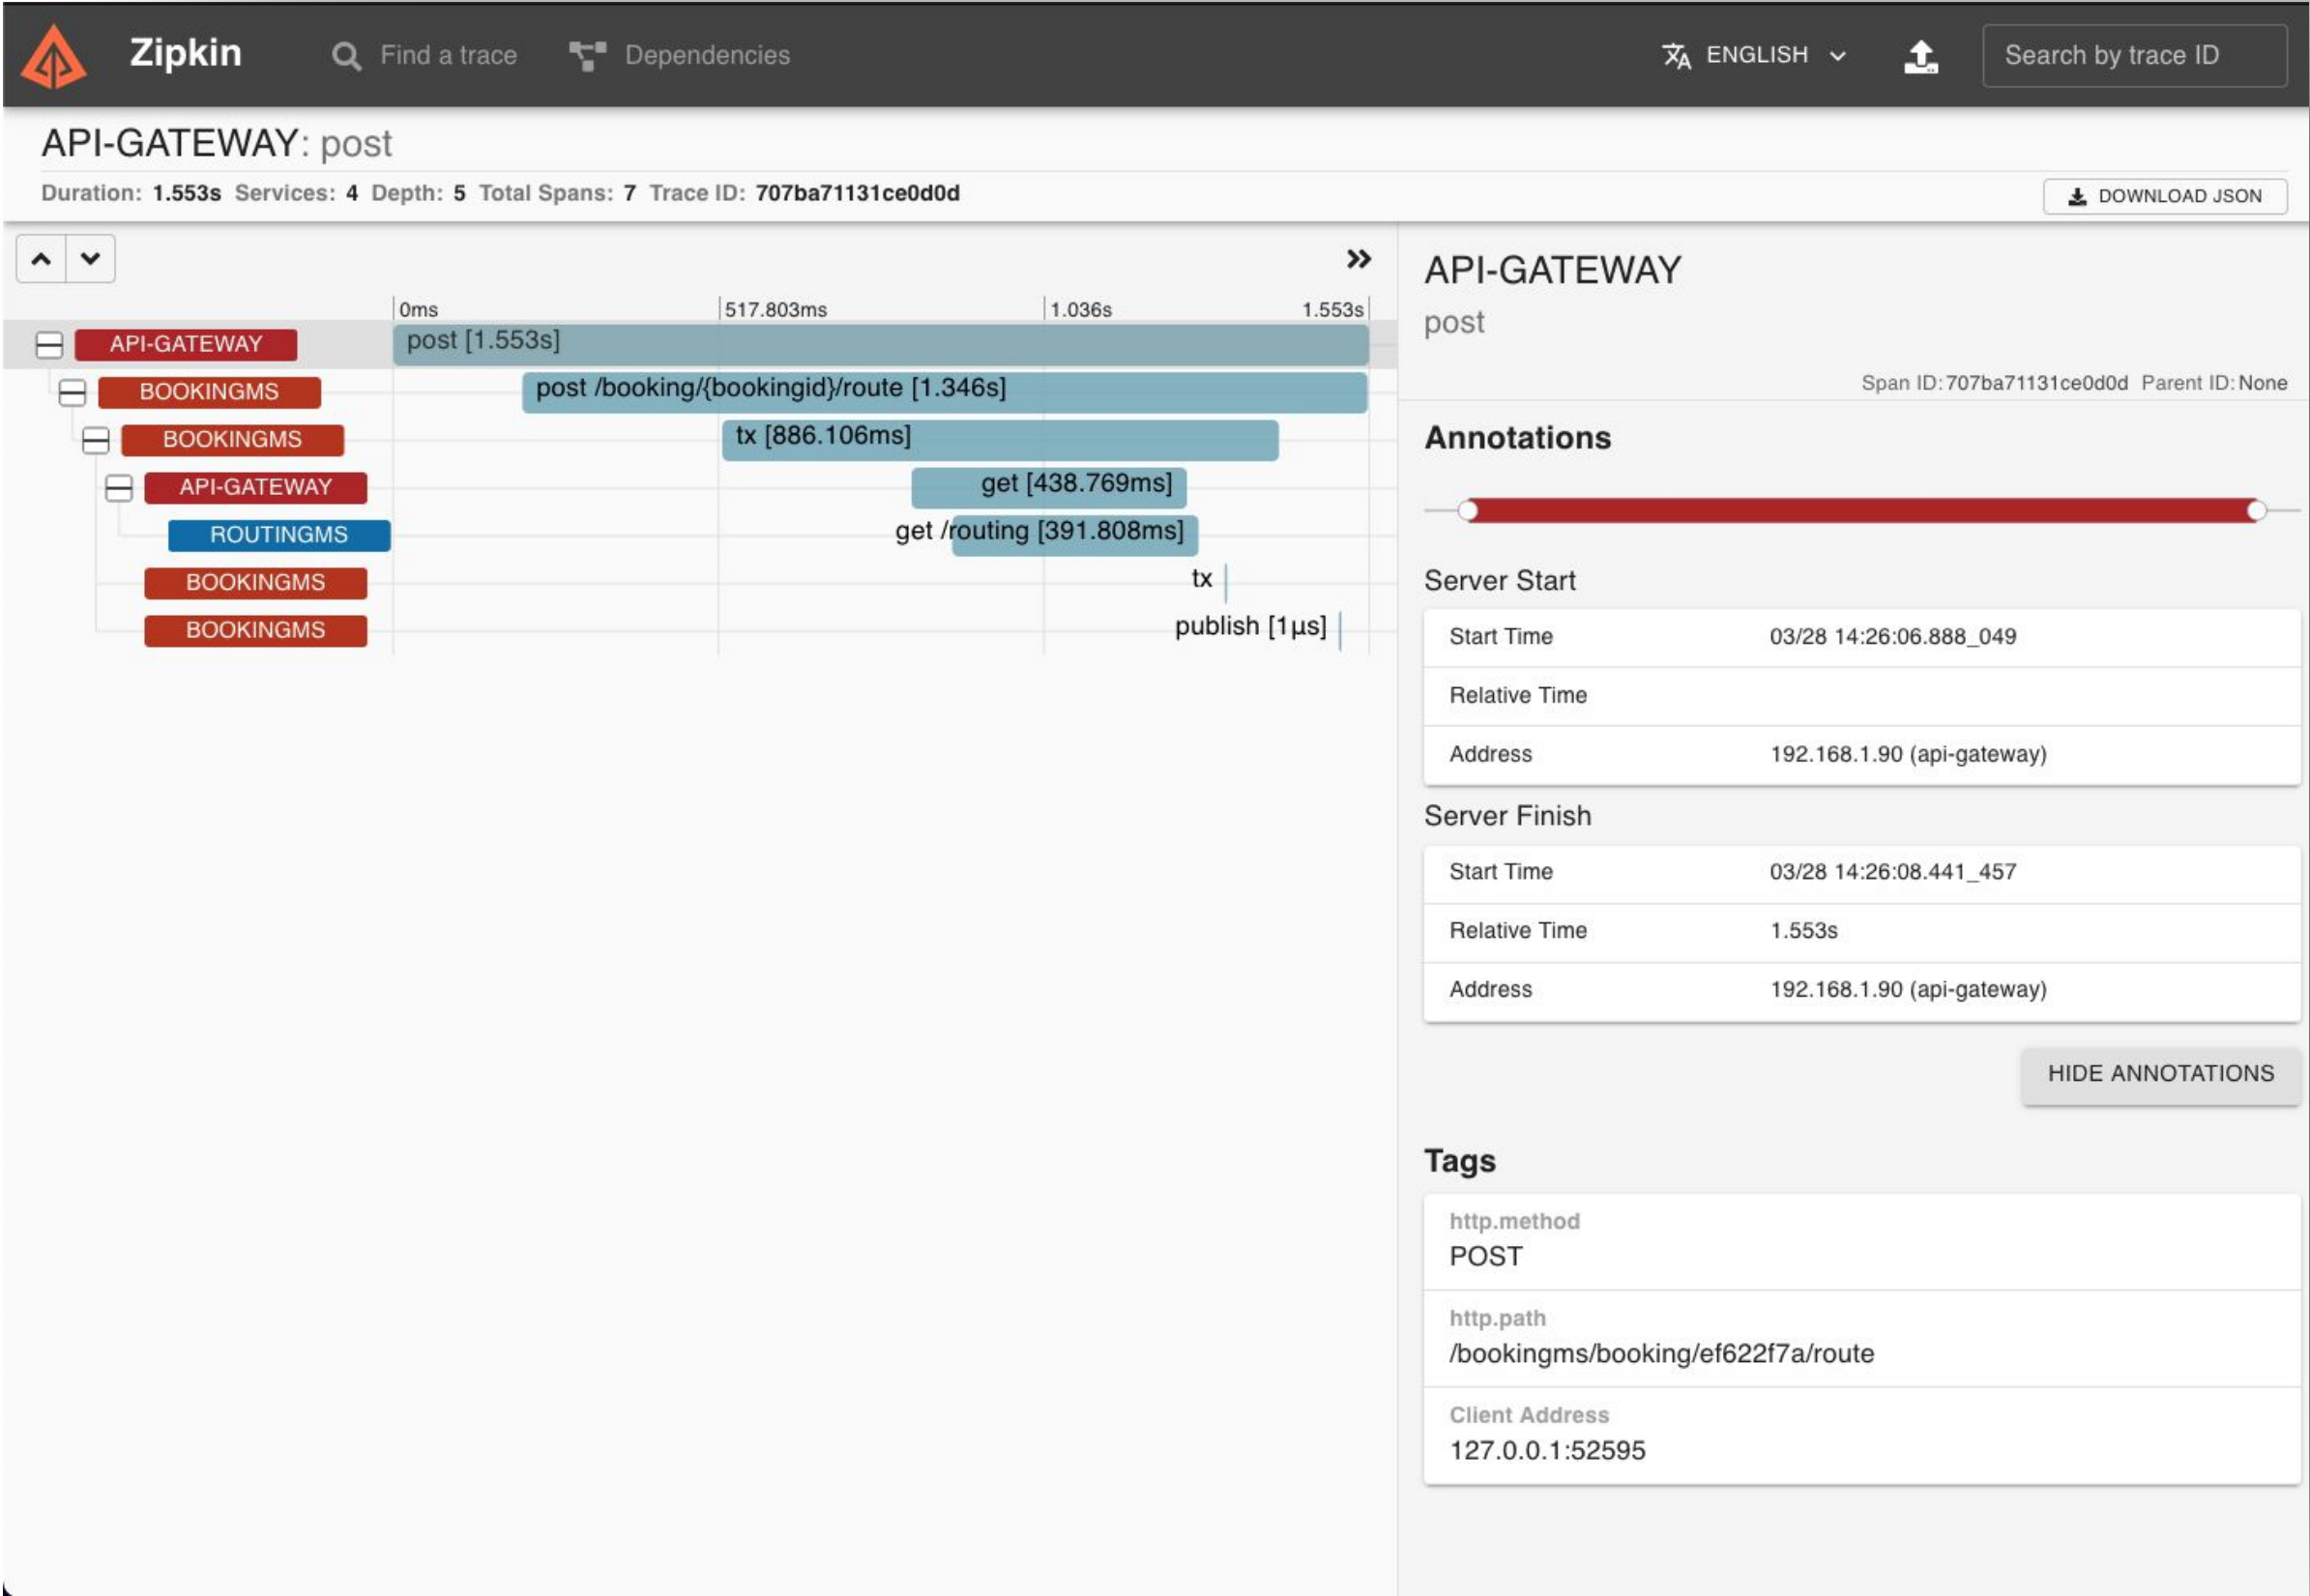 Zipkin
Find a trace
Dependencies
ENGLISH
Search by trace ID
API-GATEWAY: post
Duration: 1.553s Services: 4 Depth: 5 Total Spans: 7 Trace ID: 707ba71131ce0d0d
DOWNLOAD JSON
0ms 517.803ms 1.036s 1.553s
API-GATEWAY post [1.553s]
BOOKINGMS post /booking/{bookingid}/route [1.346s]
BOOKINGMS tx [886.106ms]
API-GATEWAY get [438.769ms]
ROUTINGMS get /routing [391.808ms]
BOOKINGMS tx
BOOKINGMS publish [1μs]
API-GATEWAY
post
Span ID: 707ba71131ce0d0d Parent ID: None
Annotations
Server Start
Start Time 03/28 14:26:06.888_049
Relative Time
Address 192.168.1.90 (api-gateway)
Server Finish
Start Time 03/28 14:26:08.441_457
Relative Time 1.553s
Address 192.168.1.90 (api-gateway)
HIDE ANNOTATIONS
Tags
http.method
POST
http.path
/bookingms/booking/ef622f7a/route
Client Address
127.0.0.1:52595